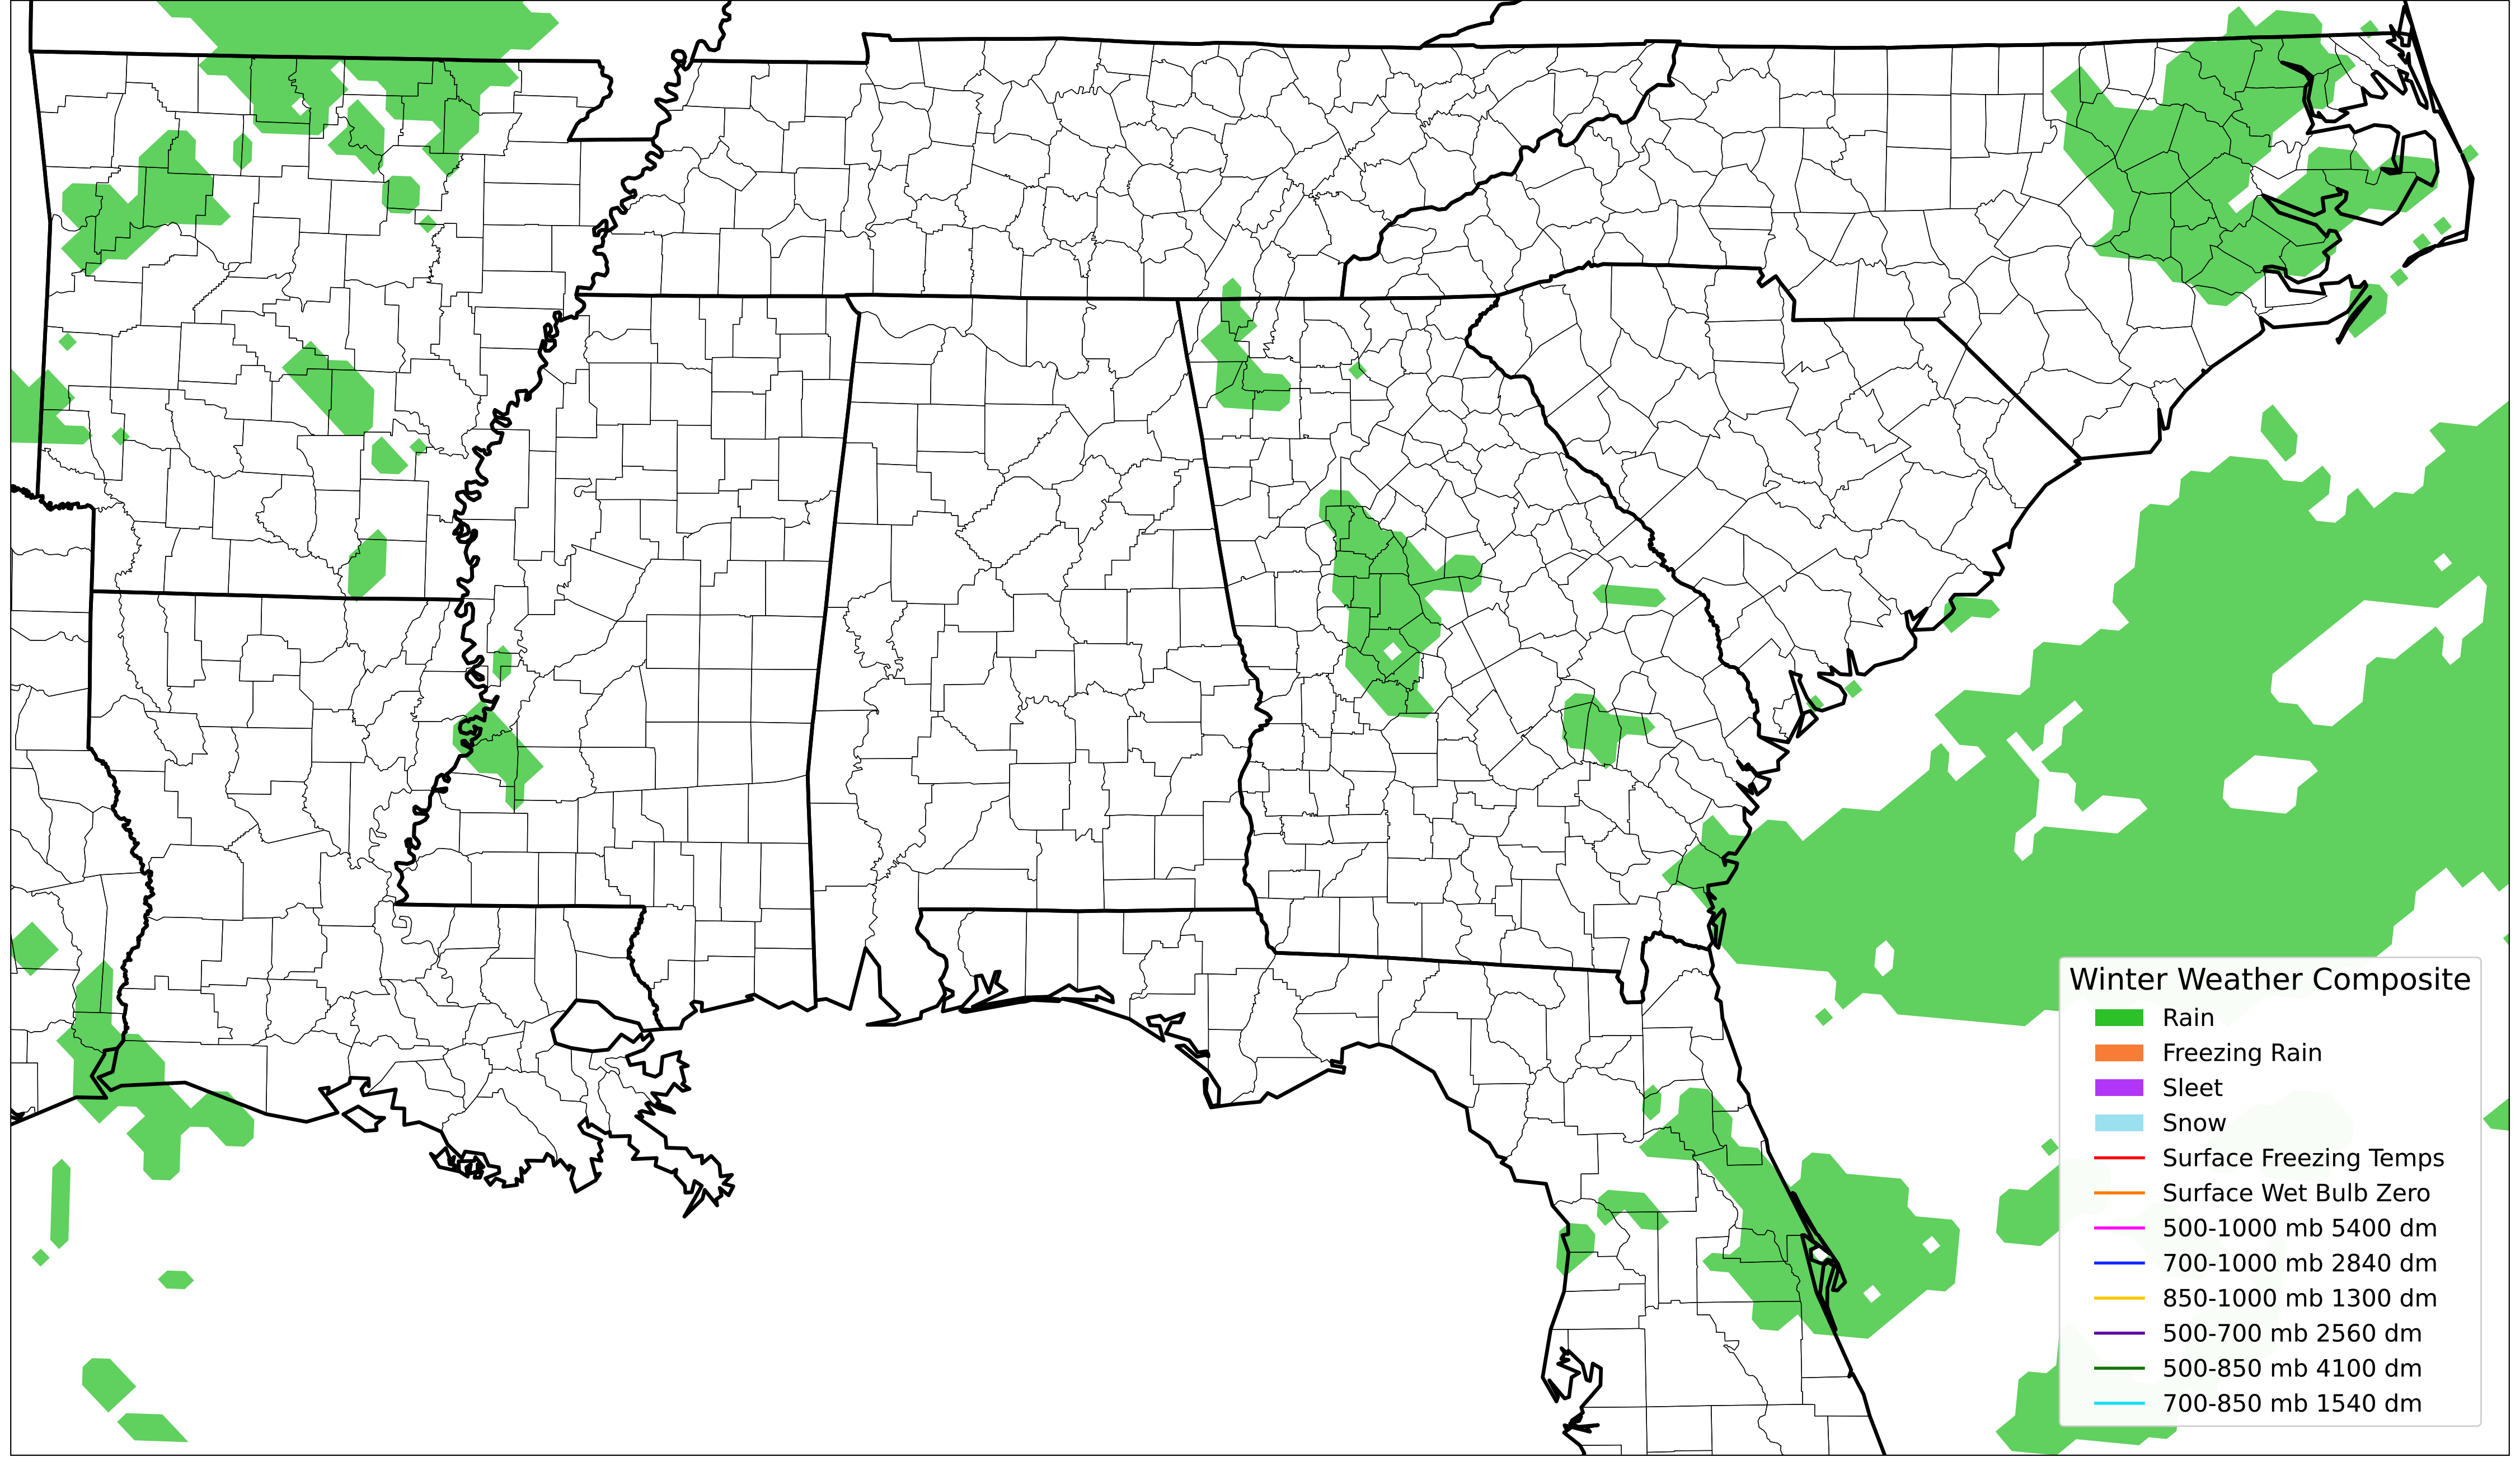 Winter Weather Composite
Rain
Freezing Rain
Sleet
Snow
Surface Freezing Temps
Surface Wet Bulb Zero
500-1000 mb 5400 dm
700-1000 mb 2840 dm
850-1000 mb 1300 dm
500-700 mb 2560 dm
500-850 mb 4100 dm
700-850 mb 1540 dm